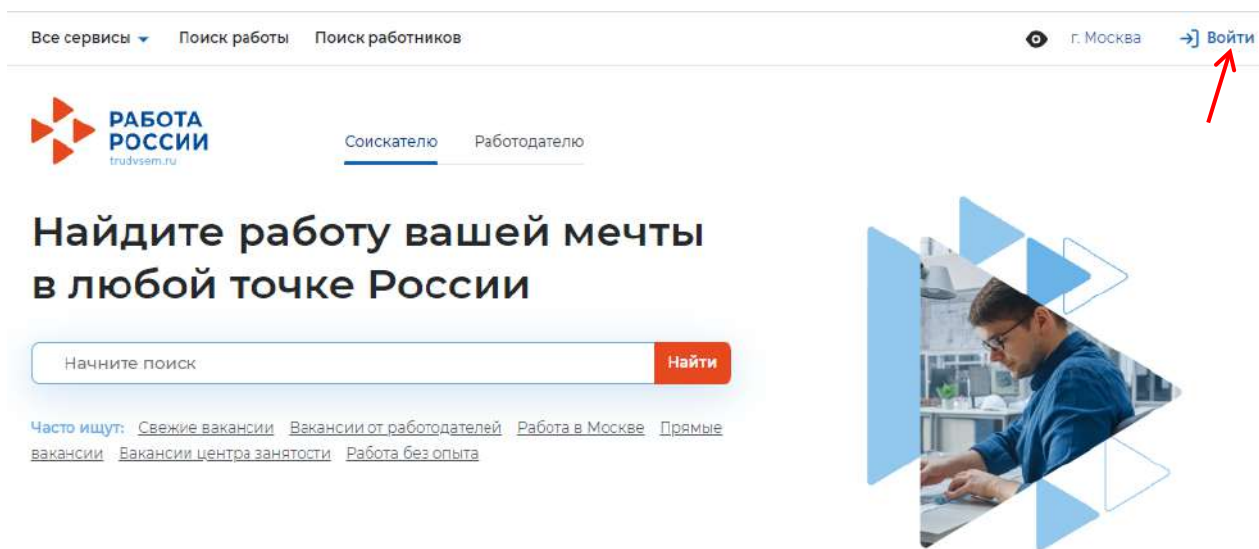 Все сервисы Поиск работы Поиск работников г. Москва Войти
РАБОТА
РОССИИ
trudvsem.ru
Соискателю Работодателю
Найдите работу вашей мечты
в любой точке России
Начните поиск Найти
Часто ищут: Свежие вакансии Вакансии от работодателей Работа в Москве Прямые
вакансии Вакансии центра занятости Работа без опыта